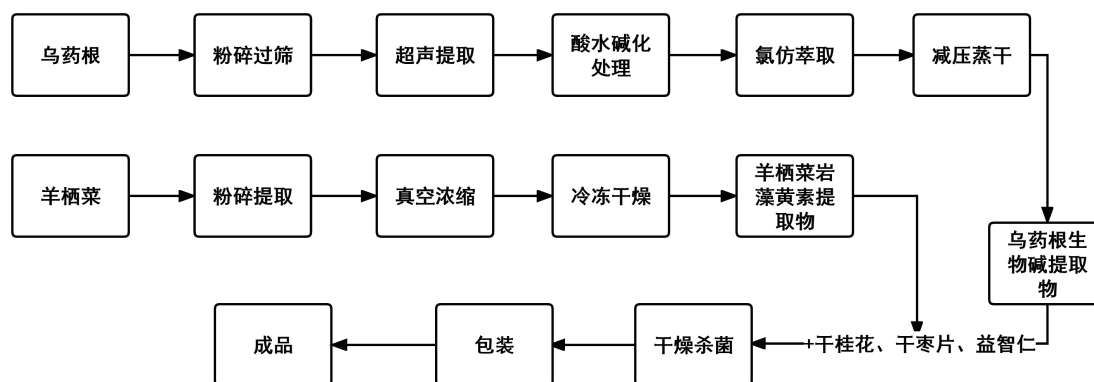 乌药根
粉碎过筛
超声提取
酸水碱化
处理
氯仿萃取
减压蒸干
羊栖菜
粉碎提取
真空浓缩
冷冻干燥
羊栖菜岩
藻黄素提
取物
乌药根生
物碱提取
物
+干桂花、干枣片、益智仁
干燥杀菌
包装
成品